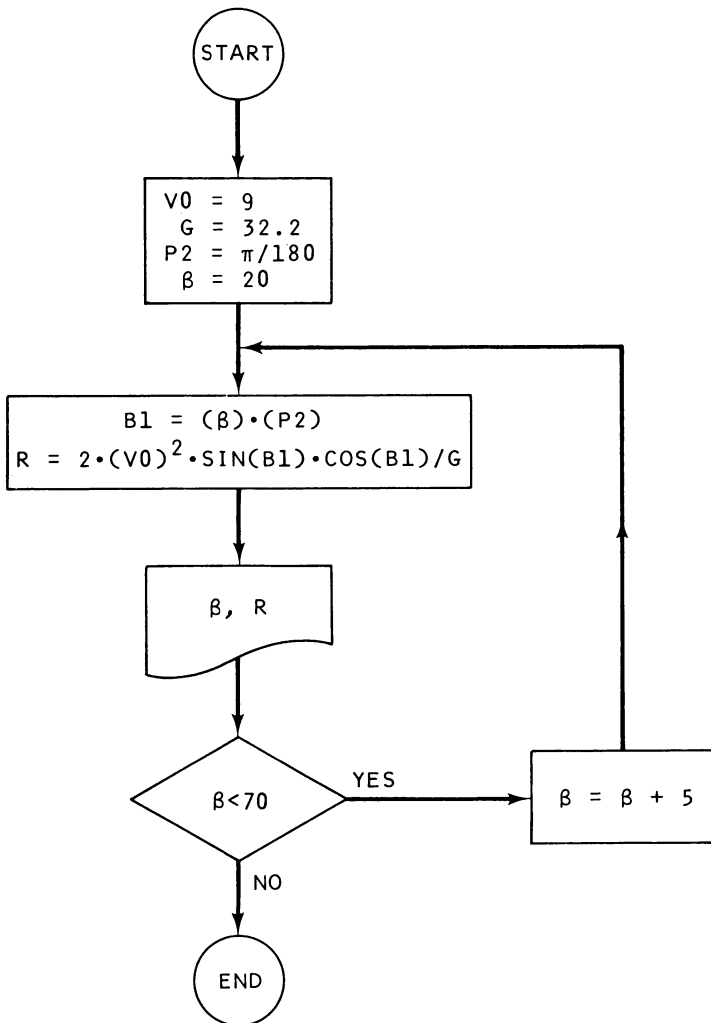 START
V0 = 9
G = 32.2
P2 = π/180
β = 20
B1 = (β)·(P2)
R = 2·(V0)²·SIN(B1)·COS(B1)/G
β, R
β<70
YES
β = β + 5
NO
END